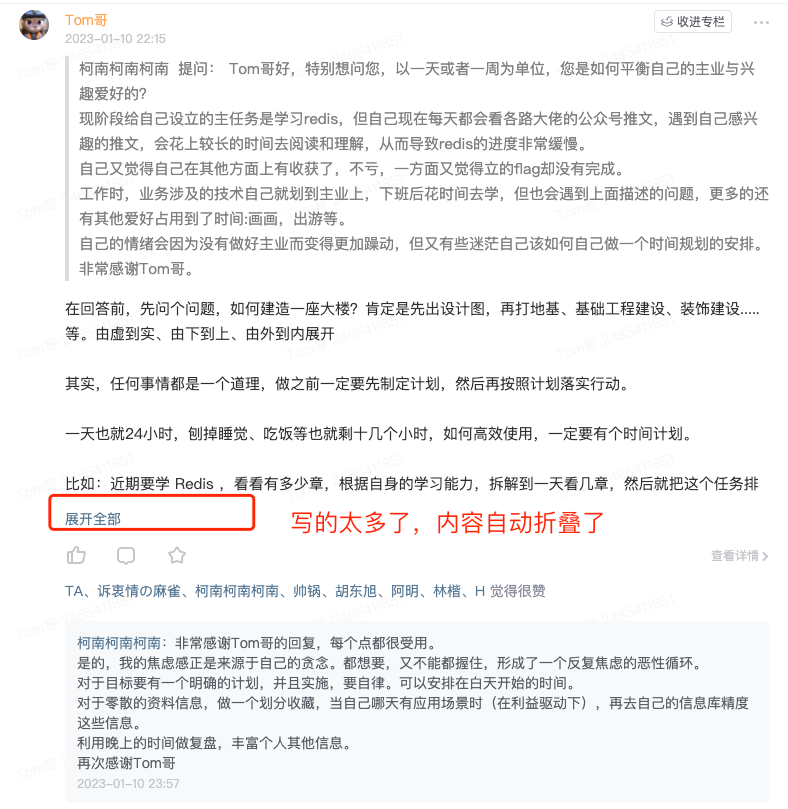 Tom哥
2023-01-10 22:15
收进专栏
柯南柯南柯南 提问： Tom哥好，特别想问您，以一天或者一周为单位，您是如何平衡自己的主业与兴
趣爱好的?
现阶段给自己设立的主任务是学习redis，但自己现在每天都会看各路大佬的公众号推文，遇到自己感兴
趣的推文，会花上较长的时间去阅读和理解，从而导致redis的进度非常缓慢。
自己又觉得自己在其他方面上有收获了，不亏，一方面又觉得立的flag却没有完成。
工作时，业务涉及的技术自己就划到主业上，下班后花时间去学，但也会遇到上面描述的问题，更多的还
有其他爱好占用到了时间:画画，出游等。
自己的情绪会因为没有做好主业而变得更加躁动，但又有些迷茫自己该如何自己做一个时间规划的安排。
非常感谢Tom哥。
在回答前，先问个问题，如何建造一座大楼？肯定是先出设计图，再打地基、基础工程建设、装饰建设.....
等。由虚到实、由下到上、由外到内展开
其实，任何事情都是一个道理，做之前一定要先制定计划，然后再按照计划落实行动。
一天也就24小时，刨掉睡觉、吃饭等也就剩十几个小时，如何高效使用，一定要有个时间计划。
比如：近期要学 Redis ，看看有多少章，根据自身的学习能力，拆解到一天看几章，然后就把这个任务排
展开全部
写的太多了，内容自动折叠了
查看详情
TA、诉衷情の麻雀、柯南柯南柯南、帅锅、胡东旭、阿明、林楷、H 觉得很赞
柯南柯南柯南：非常感谢Tom哥的回复，每个点都很受用。
是的，我的焦虑感正是来源于自己的贪念。都想要，又不能都握住，形成了一个反复焦虑的恶性循环。
对于目标要有一个明确的计划，并且实施，要自律。可以安排在白天开始的时间。
对于零散的资料信息，做一个划分收藏，当自己哪天有应用场景时（在利益驱动下），再去自己的信息库精度
这些信息。
利用晚上的时间做复盘，丰富个人其他信息。
再次感谢Tom哥
2023-01-10 23:57